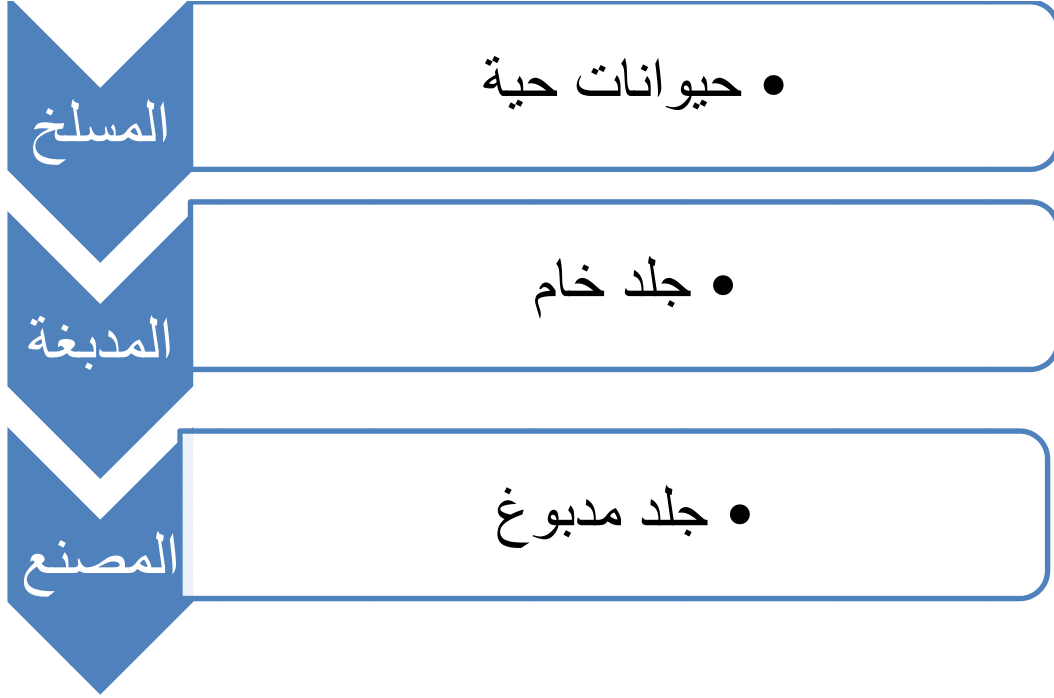 المسلخ
• حيوانات حية
المدبغة
• جلد خام
المصنع
• جلد مدبوغ